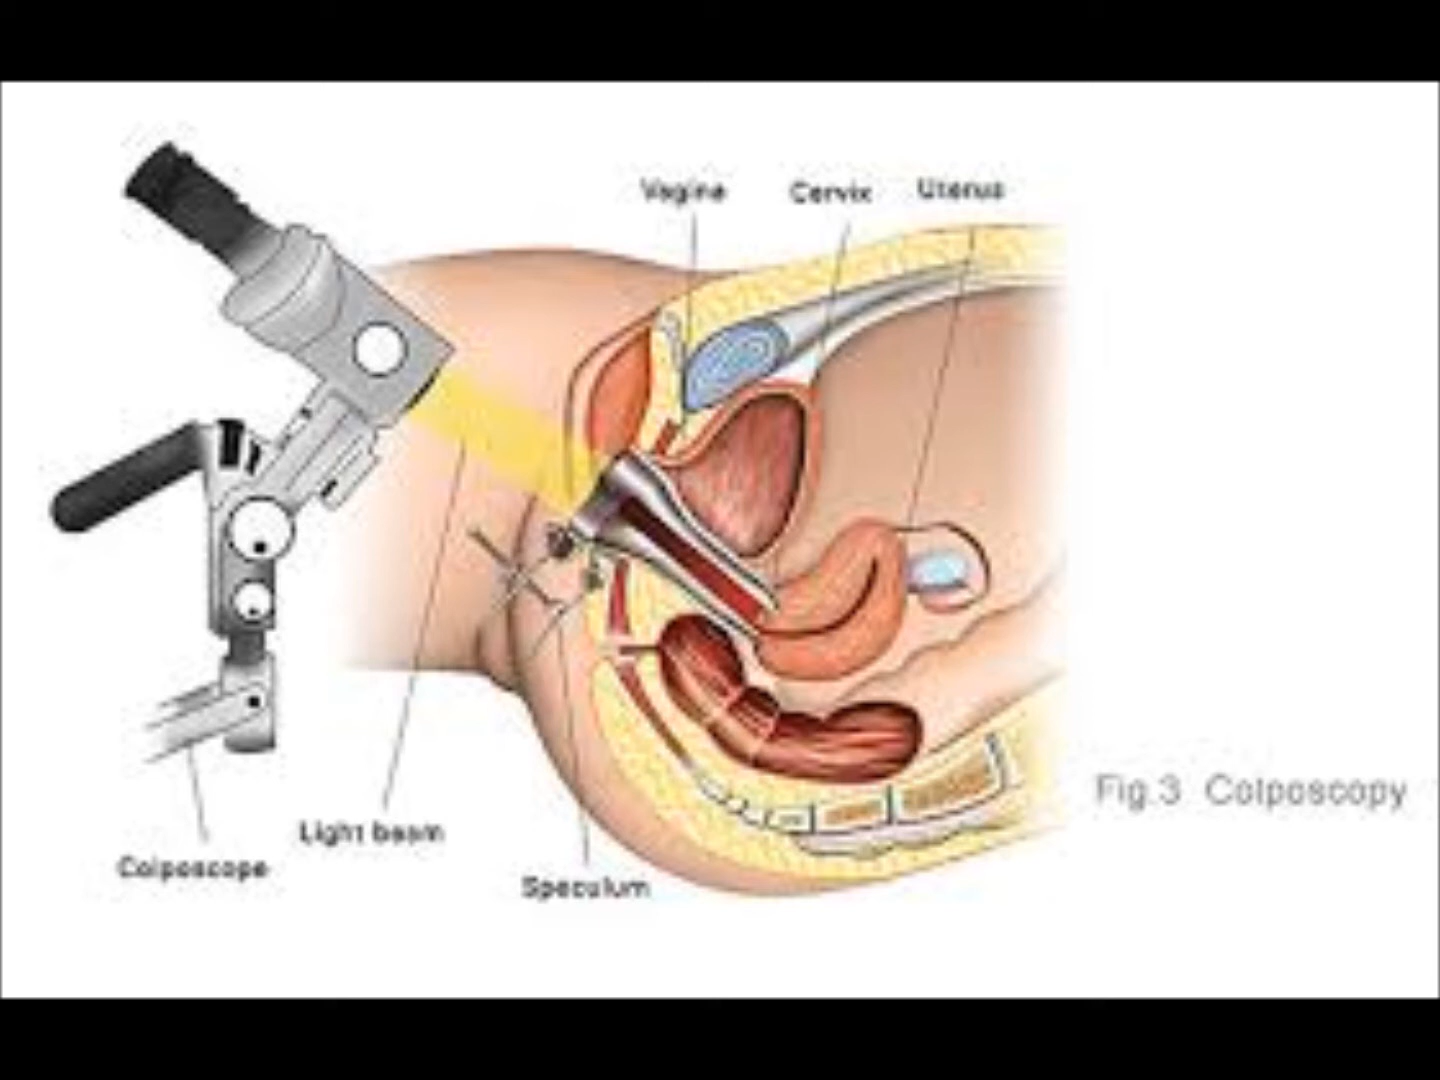 Vagina Cervix Uterus
Fig.3 Colposcopy
Light beam
Colposcope
Speculum